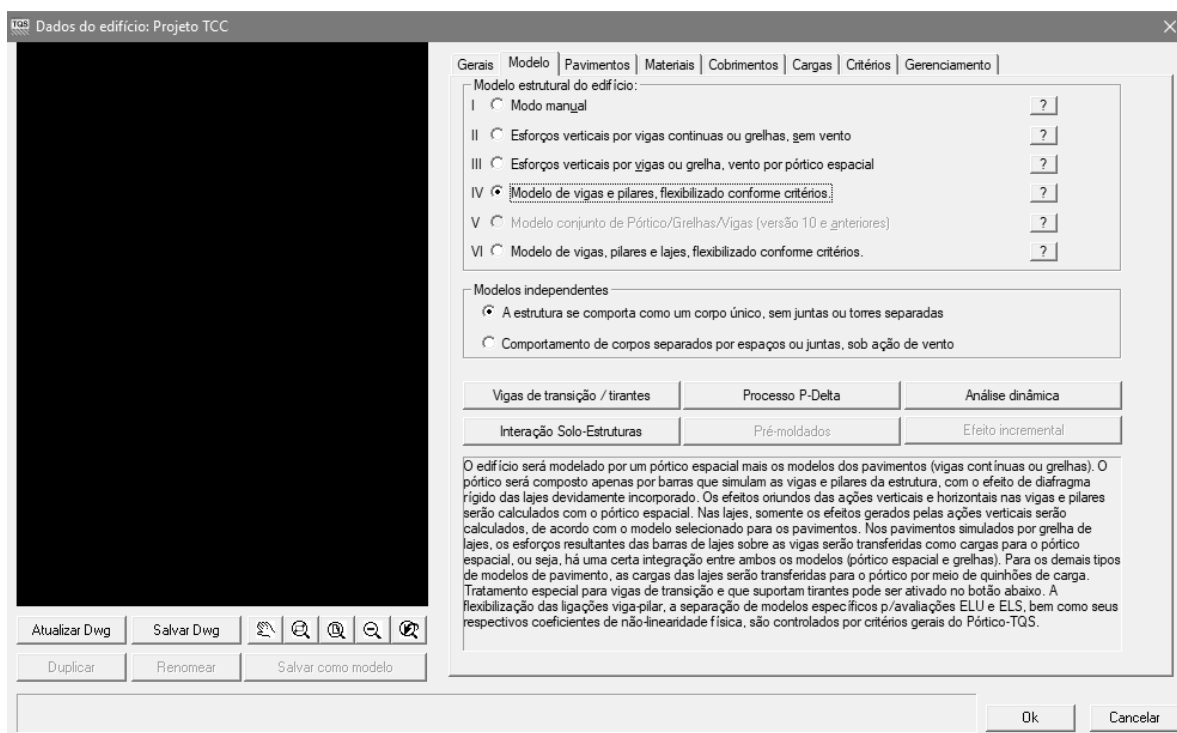 TQS Dados do edifício: Projeto TCC
Gerais Modelo Pavimentos Materiais Cobrimentos Cargas Critérios Gerenciamento
Modelo estrutural do edifício:
I Modo manual ?
II Esforços verticais por vigas continuas ou grelhas, sem vento ?
III Esforços verticais por vigas ou grelha, vento por pórtico espacial ?
IV Modelo de vigas e pilares, flexibilizado conforme critérios. ?
V Modelo conjunto de Pórtico/Grelhas/Vigas (versão 10 e anteriores) ?
VI Modelo de vigas, pilares e lajes, flexibilizado conforme critérios. ?
Modelos independentes
A estrutura se comporta como um corpo único, sem juntas ou torres separadas
Comportamento de corpos separados por espaços ou juntas, sob ação de vento
Vigas de transição / tirantes Processo P-Delta Análise dinâmica
Interação Solo-Estruturas Pré-moldados Efeito incremental
O edifício será modelado por um pórtico espacial mais os modelos dos pavimentos (vigas contínuas ou grelhas). O
pórtico será composto apenas por barras que simulam as vigas e pilares da estrutura, com o efeito de diafragma
rígido das lajes devidamente incorporado. Os efeitos oriundos das ações verticais e horizontais nas vigas e pilares
serão calculados com o pórtico espacial. Nas lajes, somente os efeitos gerados pelas ações verticais serão
calculados, de acordo com o modelo selecionado para os pavimentos. Nos pavimentos simulados por grelha de
lajes, os esforços resultantes das barras de lajes sobre as vigas serão transferidas como cargas para o pórtico
espacial, ou seja, há uma certa integração entre ambos os modelos (pórtico espacial e grelhas). Para os demais tipos
de modelos de pavimento, as cargas das lajes serão transferidas para o pórtico por meio de quinhões de carga.
Tratamento especial para vigas de transição e que suportam tirantes pode ser ativado no botão abaixo. A
flexibilização das ligações viga-pilar, a separação de modelos específicos p/avaliações ELU e ELS, bem como seus
respectivos coeficientes de não-linearidade física, são controlados por critérios gerais do Pórtico-TQS.
Atualizar Dwg Salvar Dwg
Duplicar Renomear Salvar como modelo
Ok Cancelar